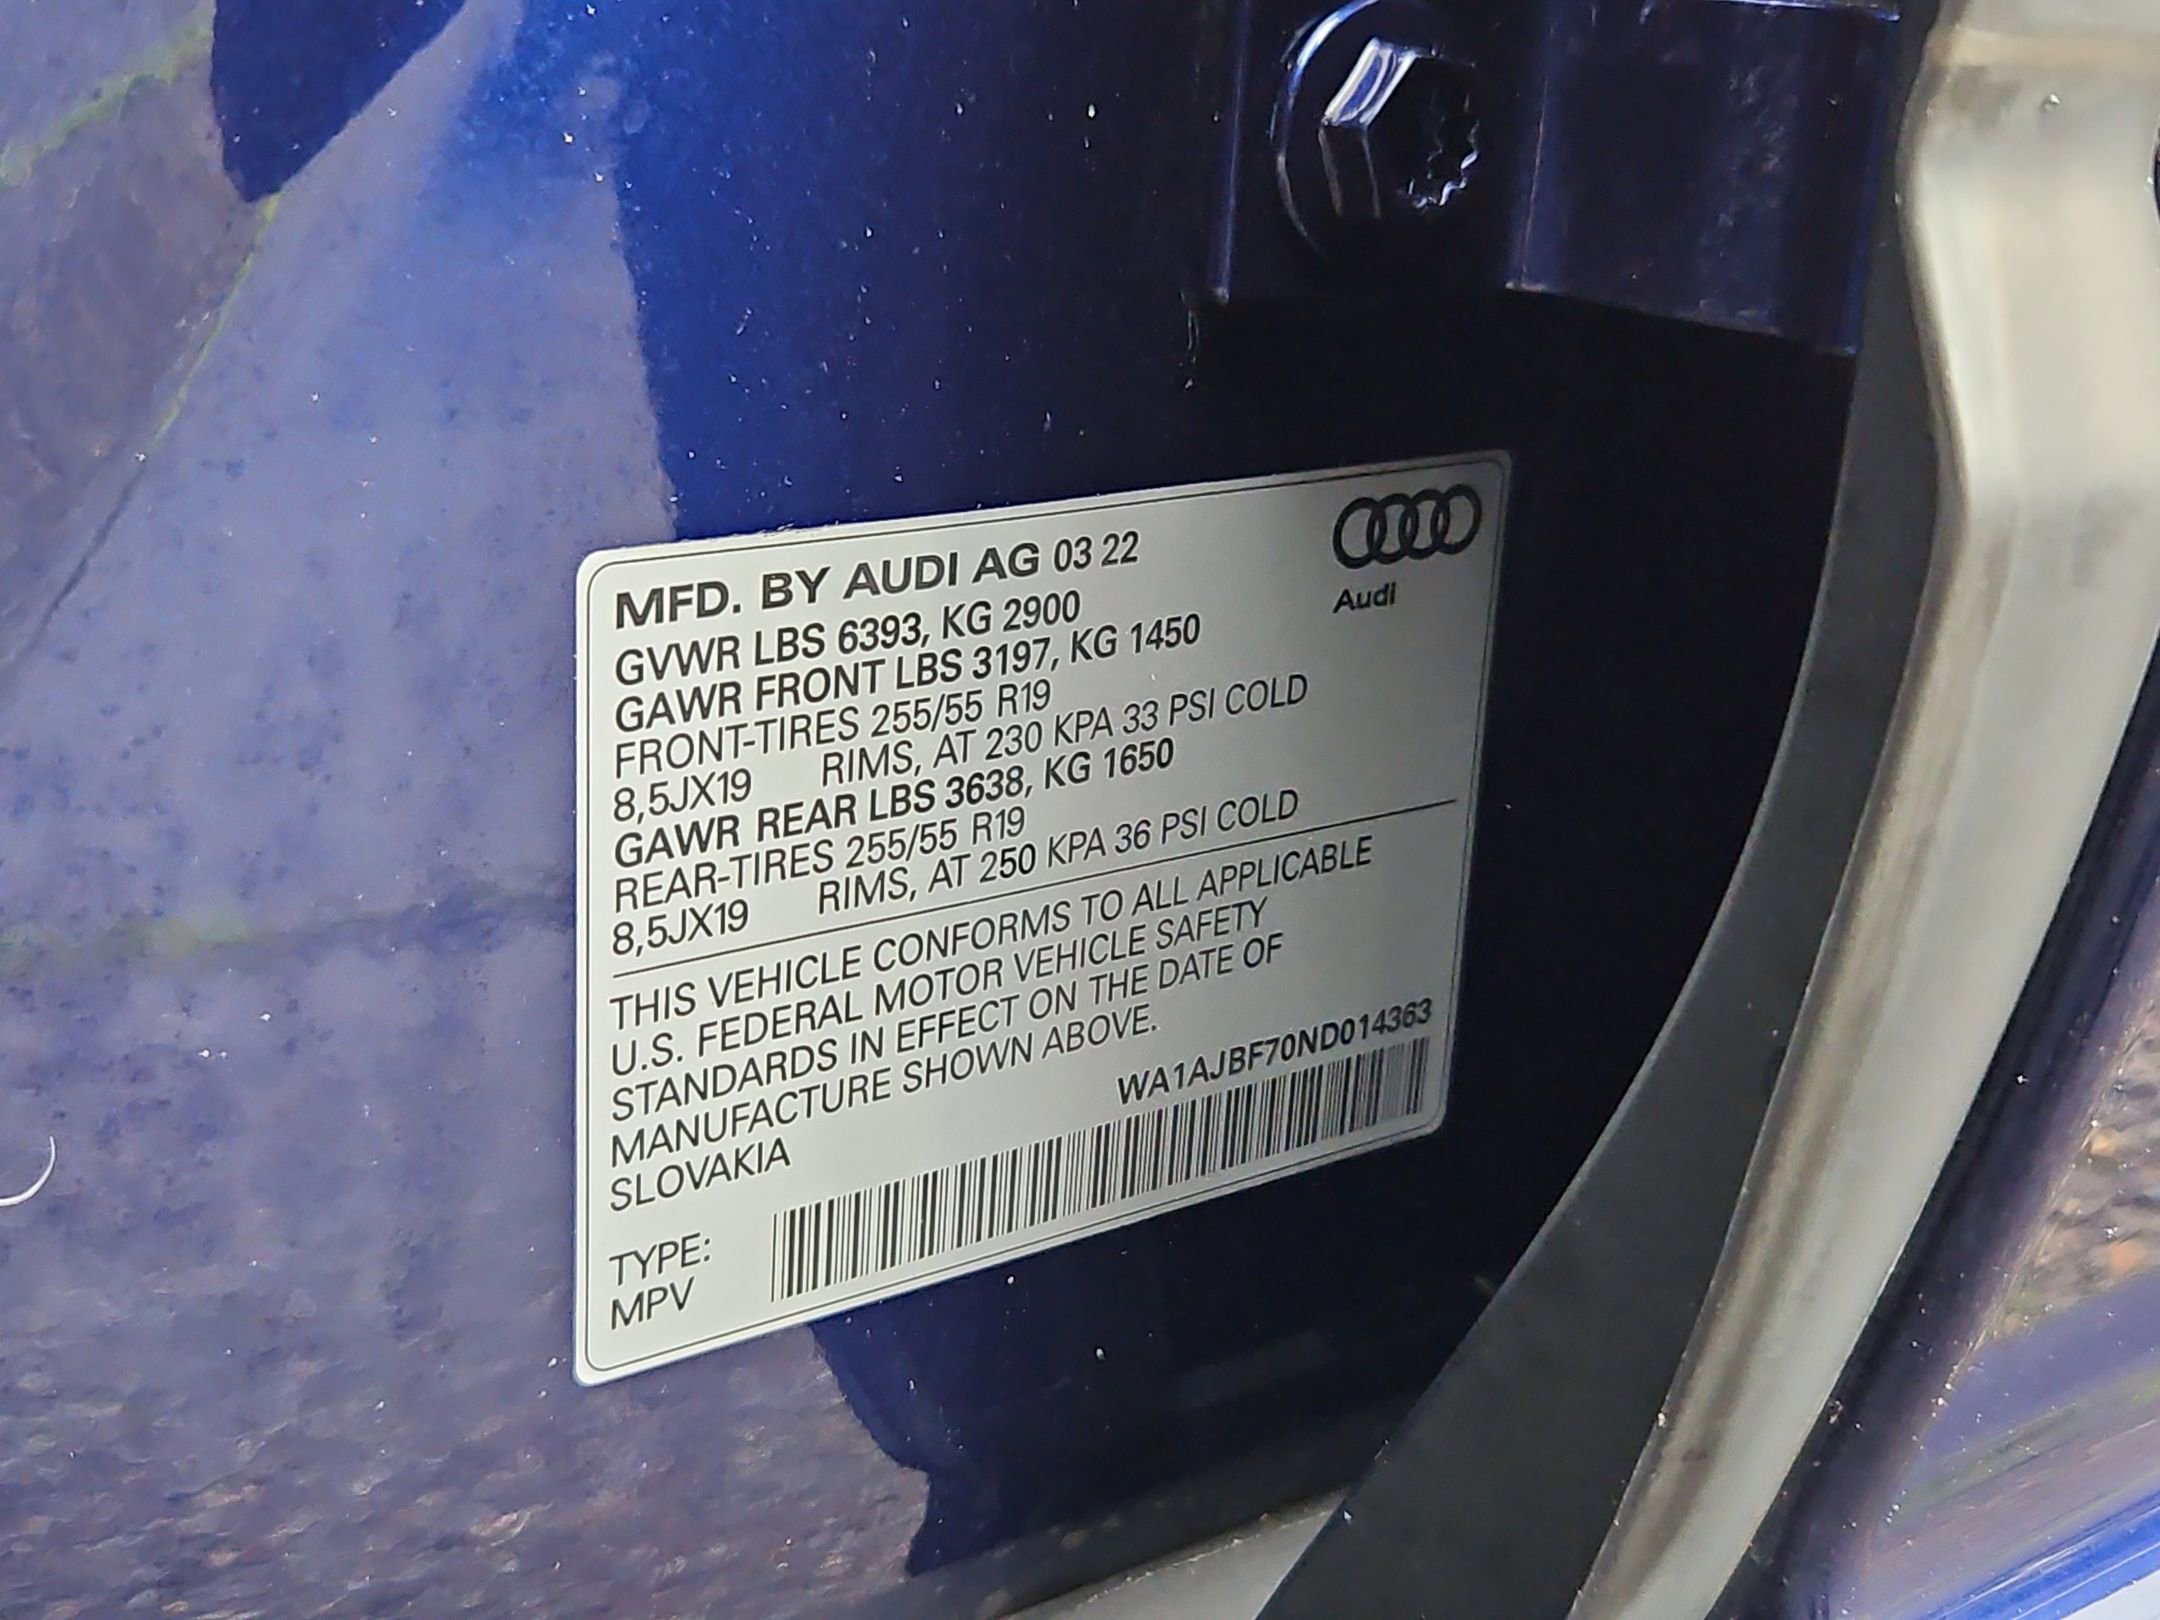 MFD. BY AUDI AG 03 22
Audi
GVWR LBS 6393, KG 2900
GAWR FRONT LBS 3197, KG 1450
FRONT-TIRES 255/55 R19
8,5JX19 RIMS, AT 230 KPA 33 PSI COLD
GAWR REAR LBS 3638, KG 1650
REAR-TIRES 255/55 R19
8,5JX19 RIMS, AT 250 KPA 36 PSI COLD
THIS VEHICLE CONFORMS TO ALL APPLICABLE
U.S. FEDERAL MOTOR VEHICLE SAFETY
STANDARDS IN EFFECT ON THE DATE OF
MANUFACTURE SHOWN ABOVE.
SLOVAKIA
WA1AJBF70ND014363
TYPE:
MPV